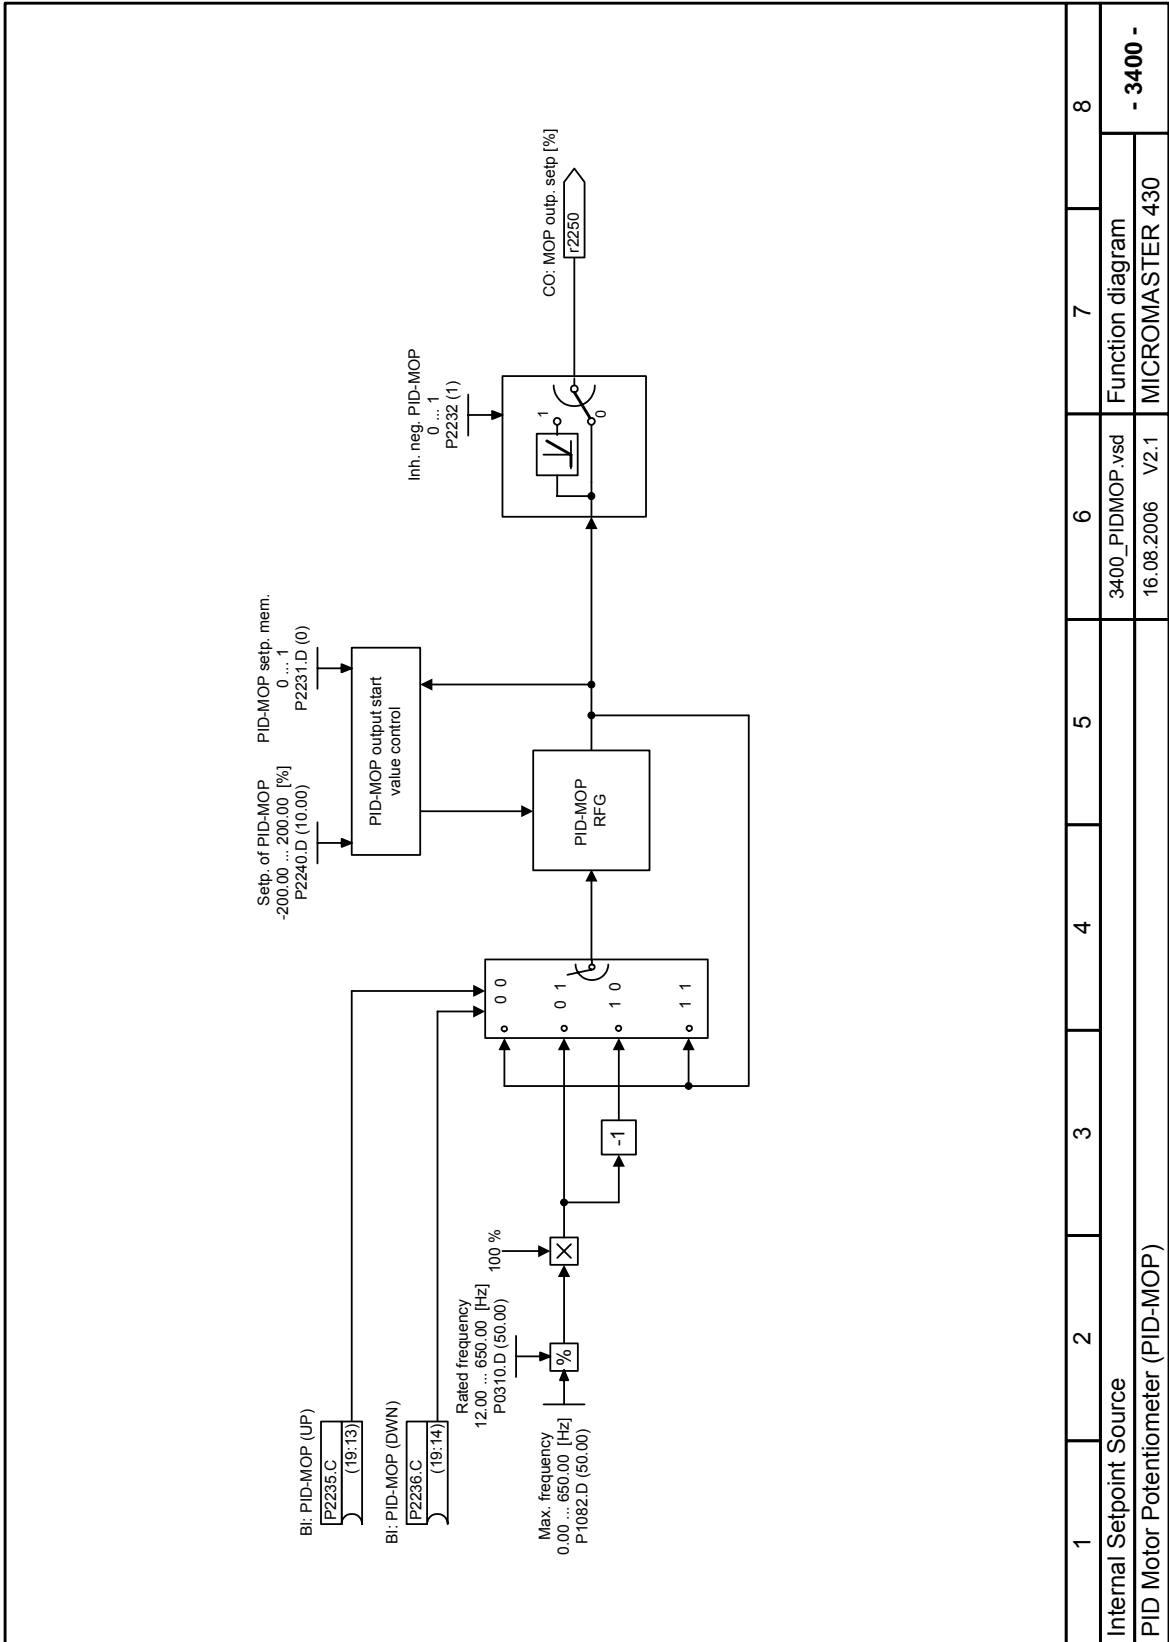 BI: PID-MOP (UP)
P2235.C
(19:13)
BI: PID-MOP (DWN)
P2236.C
(19:14)
Max. frequency
0.00 ... 650.00 [Hz]
P1082.D (50.00)
Rated frequency
12.00 ... 650.00 [Hz]
P0310.D (50.00)
%
100 %
-1
0 0
0 1
1 0
1 1
Setp. of PID-MOP
-200.00 ... 200.00 [%]
P2240.D (10.00)
PID-MOP setp. mem.
0 ... 1
P2231.D (0)
PID-MOP output start
value control
PID-MOP
RFG
Inh. neg. PID-MOP
0 ... 1
P2232 (1)
1
0
CO: MOP outp. setp [%]
r2250
1 2 3 4 5 6 7 8
Internal Setpoint Source
3400_PIDMOP.vsd
Function diagram
- 3400 -
PID Motor Potentiometer (PID-MOP)
16.08.2006 V2.1
MICROMASTER 430